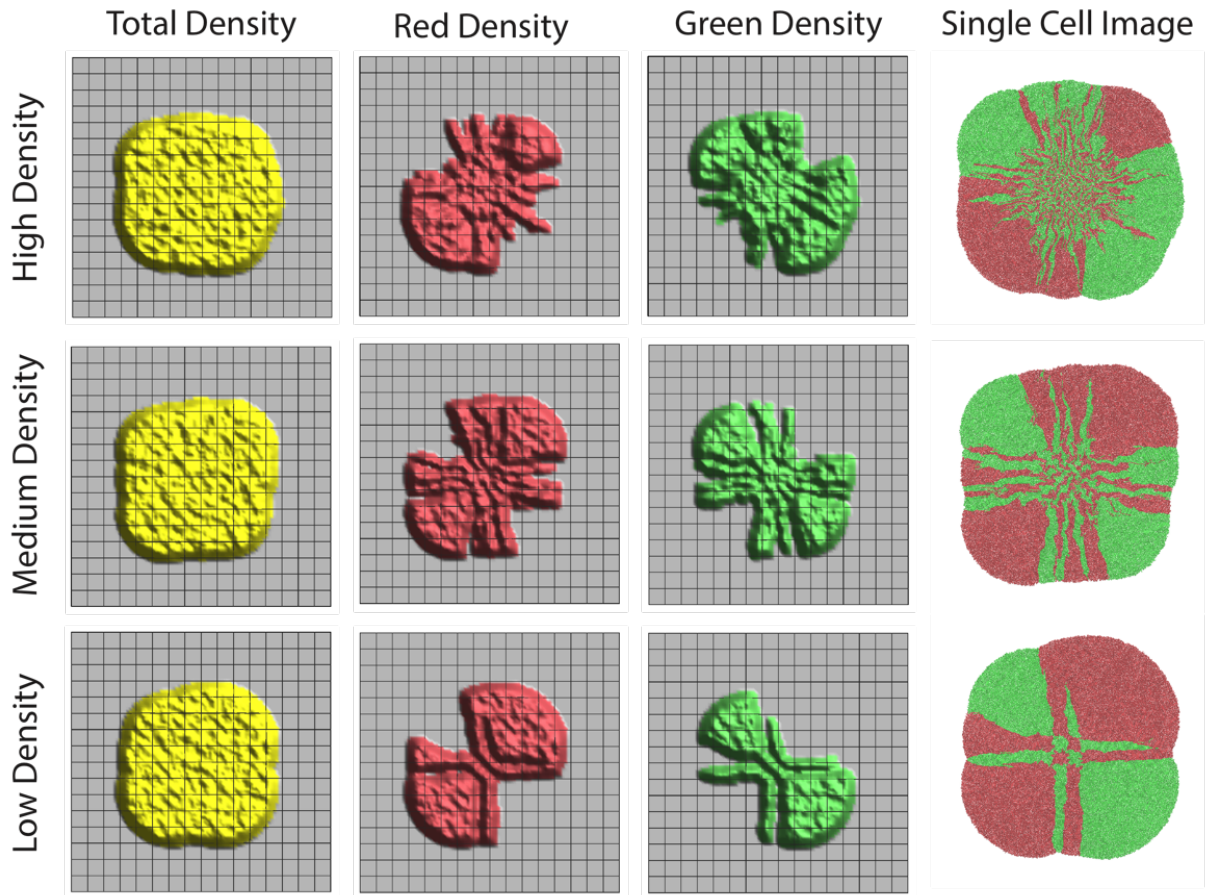 Total Density
Red Density
Green Density
Single Cell Image
High Density
Medium Density
Low Density